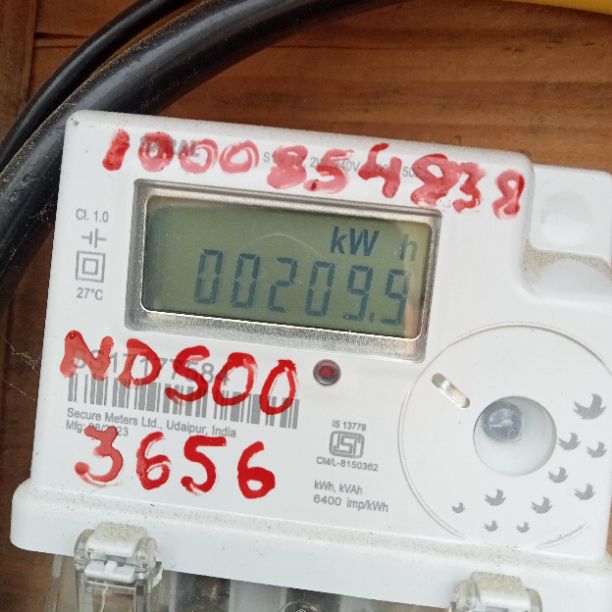 1000854838
Cl. 1.0
27°C
kW h
00209.9
NDS00
3656
Secure Meters Ltd., Udaipur, India
IS 13779
CM/L-8150362
kWh, kVAh
6400 imp/kWh